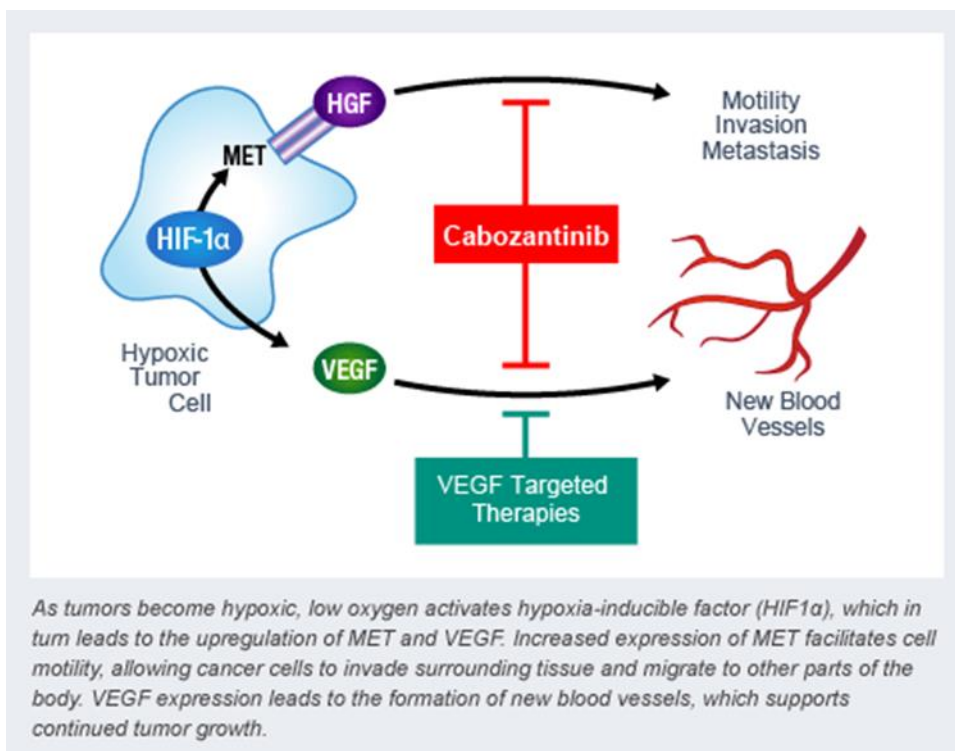 HGF
MET
HIF-1α
Motility
Invasion
Metastasis
Cabozantinib
Hypoxic
Tumor
Cell
VEGF
New Blood
Vessels
VEGF Targeted
Therapies
As tumors become hypoxic, low oxygen activates hypoxia-inducible factor (HIF1α), which in
turn leads to the upregulation of MET and VEGF. Increased expression of MET facilitates cell
motility, allowing cancer cells to invade surrounding tissue and migrate to other parts of the
body. VEGF expression leads to the formation of new blood vessels, which supports
continued tumor growth.